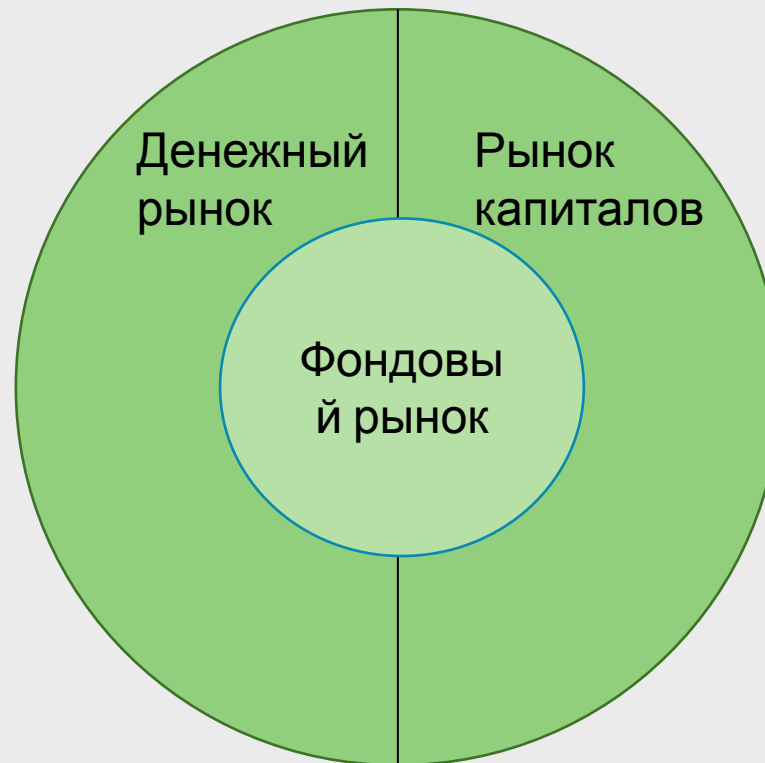 Денежный
рынок
Рынок
капиталов
Фондовы
й рынок